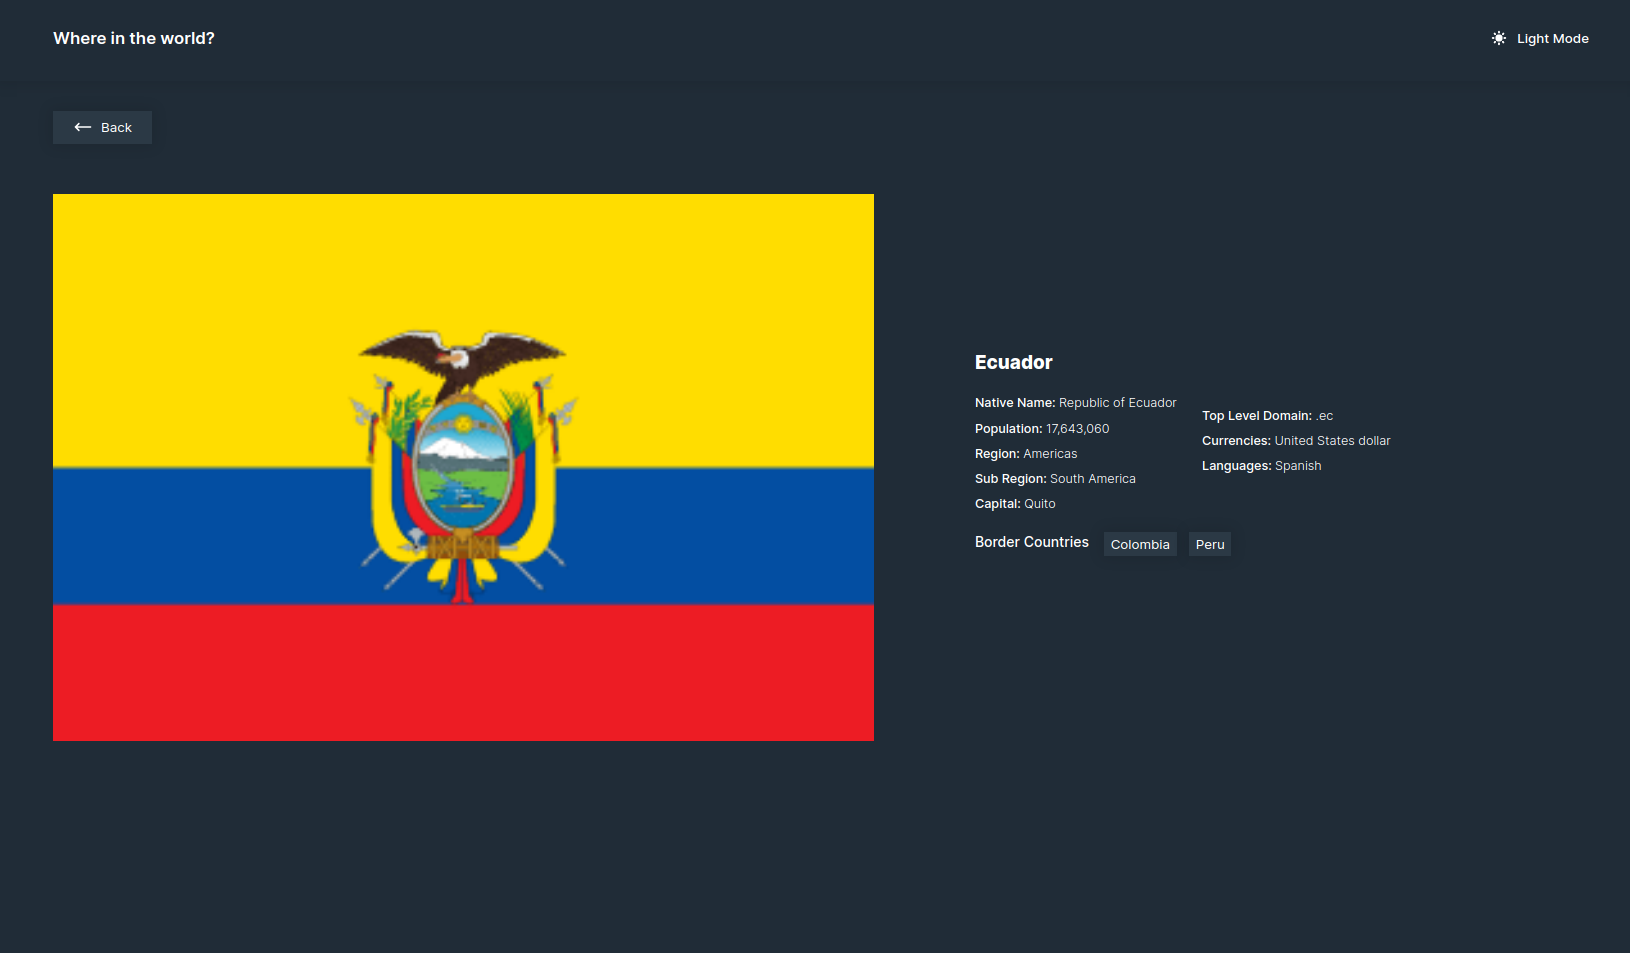 Where in the world?
Light Mode
Back
Ecuador
Native Name: Republic of Ecuador
Population: 17,643,060
Region: Americas
Sub Region: South America
Capital: Quito
Top Level Domain: .ec
Currencies: United States dollar
Languages: Spanish
Border Countries
Colombia
Peru